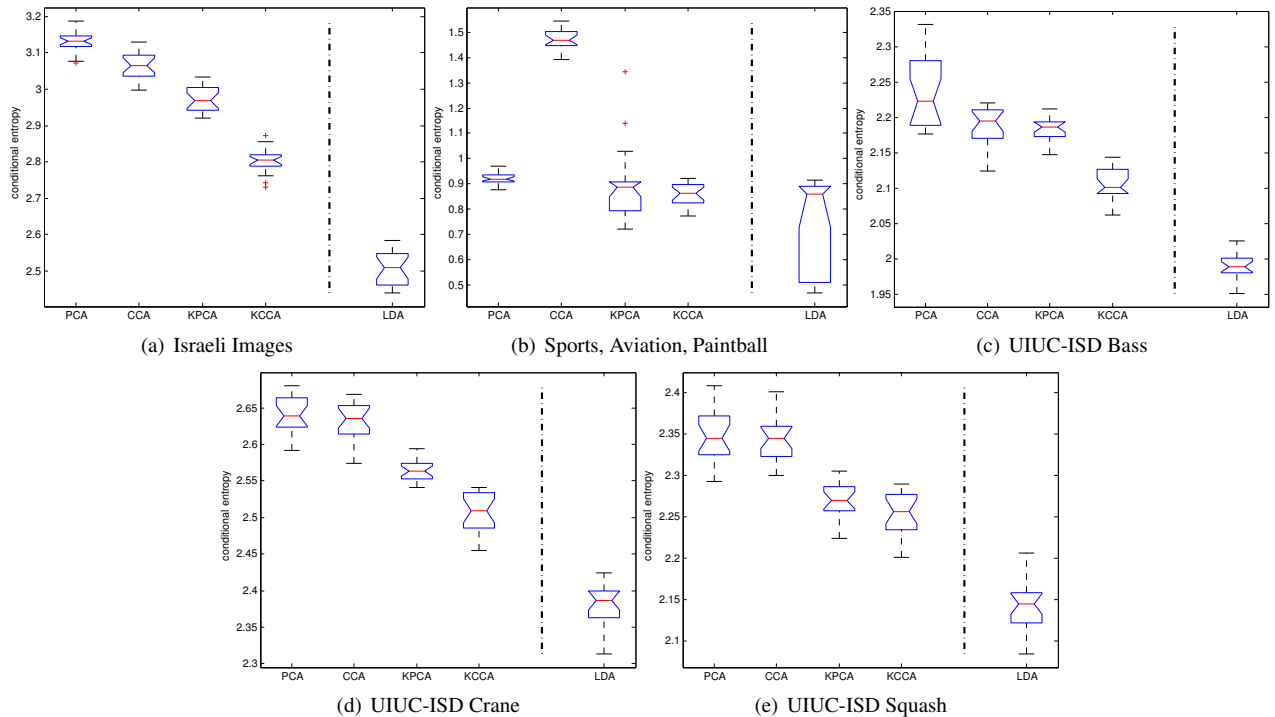 3.2
3.1
3
2.9
2.8
2.7
2.6
2.5
conditional entropy
PCA CCA KPCA KCCA LDA
(a) Israeli Images
1.5
1.4
1.3
1.2
1.1
1
0.9
0.8
0.7
0.6
0.5
conditional entropy
PCA CCA KPCA KCCA LDA
(b) Sports, Aviation, Paintball
2.35
2.3
2.25
2.2
2.15
2.1
2.05
2
1.95
conditional entropy
PCA CCA KPCA KCCA LDA
(c) UIUC-ISD Bass
2.65
2.6
2.55
2.5
2.45
2.4
2.35
2.3
conditional entropy
PCA CCA KPCA KCCA LDA
(d) UIUC-ISD Crane
2.4
2.35
2.3
2.25
2.2
2.15
2.1
conditional entropy
PCA CCA KPCA KCCA LDA
(e) UIUC-ISD Squash